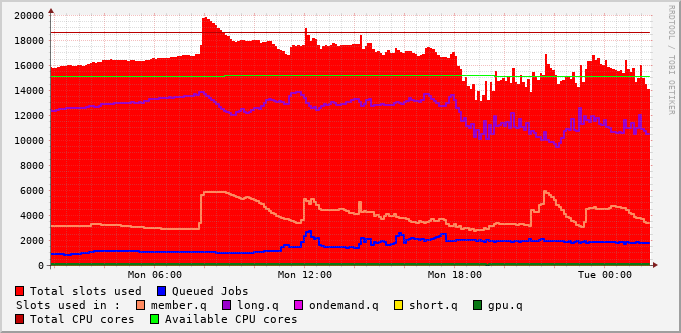 20000
18000
16000
14000
12000
10000
8000
6000
4000
2000
0
Mon 06:00 Mon 12:00 Mon 18:00 Tue 00:00
RRDTOOL / TOBI OETIKER
Total slots used Queued Jobs
Slots used in : member.q long.q ondemand.q short.q gpu.q
Total CPU cores Available CPU cores